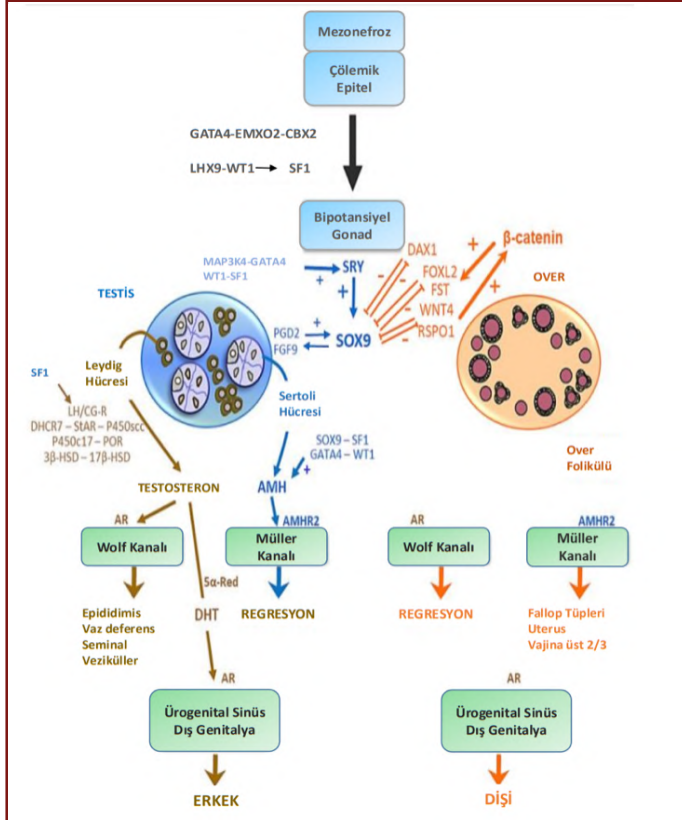 Mezonefroz
Çölemik
Epitel
GATA4-EMXO2-CBX2
LHX9-WT1 → SF1
Bipotansiyel
Gonad
MAP3K4-GATA4
WT1-SF1
SRY
+
+
DAX1
-
-
FOXL2
FST
-
WNT4
RSPO1
-
+
β-catenin
+
TESTİS
OVER
PGD2
+
FGF9
SOX9
Leydig
Hücresi
Sertoli
Hücresi
SF1
LH/CG-R
DHCR7 – StAR – P450scc
P450c17 – POR
3β-HSD – 17β-HSD
SOX9 – SF1
GATA4 – WT1
+
Over
Folikülü
TESTOSTERON
AMH
AR
AMHR2
AR
AMHR2
Wolf Kanalı
Müller
Kanalı
Wolf Kanalı
Müller
Kanalı
5α-Red
Epididimis
Vaz deferens
Seminal
Veziküller
DHT
REGRESYON
REGRESYON
Fallop Tüpleri
Uterus
Vajina üst 2/3
AR
AR
Ürogenital Sinüs
Dış Genitalya
Ürogenital Sinüs
Dış Genitalya
ERKEK
DİŞİ